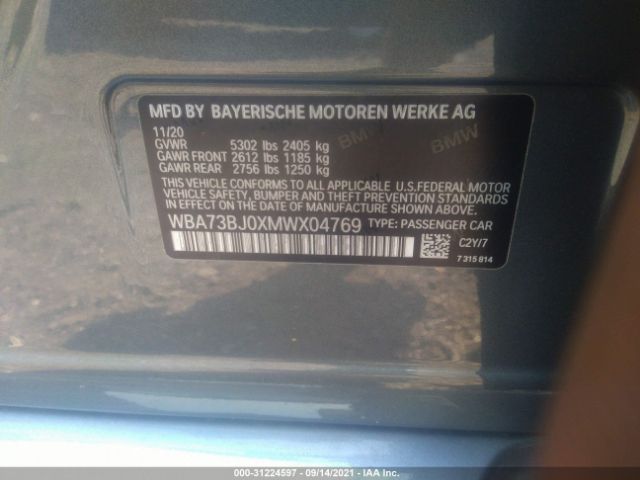 MFD BY BAYERISCHE MOTOREN WERKE AG
11/20
GVWR 5302 lbs 2405 kg
GAWR FRONT 2612 lbs 1185 kg
GAWR REAR 2756 lbs 1250 kg
BMW BMW
THIS VEHICLE CONFORMS TO ALL APPLICABLE U.S.FEDERAL MOTOR
VEHICLE SAFETY, BUMPER, AND THEFT PREVENTION STANDARDS
IN EFFECT ON THE DATE OF MANUFACTURE SHOWN ABOVE.
WBA73BJ0XMWX04769 TYPE: PASSENGER CAR
C2Y/7
7315814
000-31224597 - 09/14/2021 - IAA Inc.